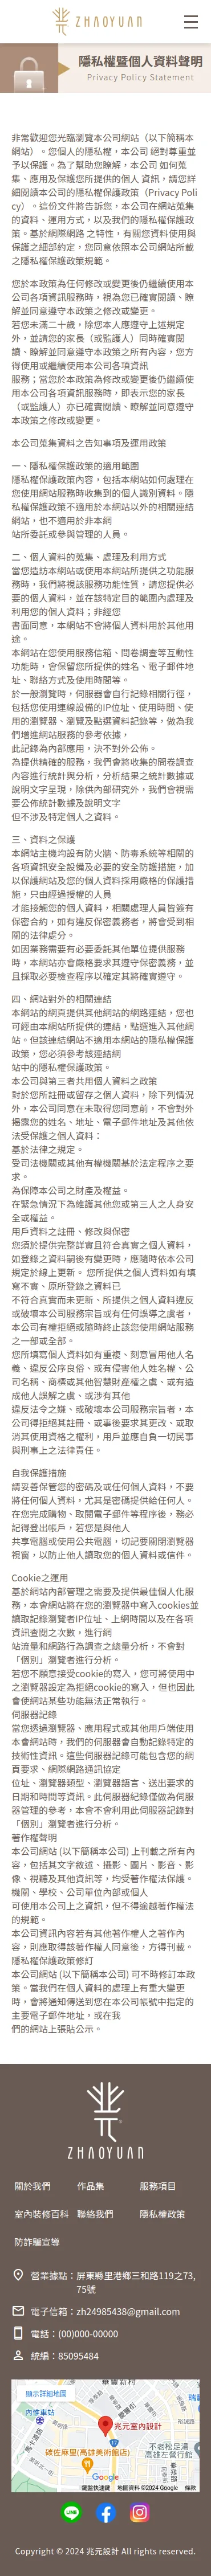 ZHAOYUAN
隱私權暨個人資料聲明
Privacy Policy Statement
非常歡迎您光臨瀏覽本公司網站（以下簡稱本
網站）。您個人的隱私權，本公司 絕對尊重並
予以保護。為了幫助您瞭解，本公司 如何蒐
集、應用及保護您所提供的個人 資訊，請您詳
細閱讀本公司的隱私權保護政策（Privacy Poli
cy）。這份文件將告訴您，本公司在網站蒐集
的資料、運用方式，以及我們的隱私權保護政
策。基於網際網路 之特性，有關您資料使用與
保護之細部約定，您同意依照本公司網站所載
之隱私權保護政策規範。
您於本政策為任何修改或變更後仍繼續使用本
公司各項資訊服務時，視為您已確實閱讀、瞭
解並同意遵守本政策之修改或變更。
若您未滿二十歲，除您本人應遵守上述規定
外，並請您的家長（或監護人）同時確實閱
讀、瞭解並同意遵守本政策之所有內容，您方
得使用或繼續使用本公司各項資訊
服務；當您於本政策為修改或變更後仍繼續使
用本公司各項資訊服務時，即表示您的家長
（或監護人）亦已確實閱讀、瞭解並同意遵守
本政策之修改或變更。
本公司蒐集資料之告知事項及運用政策
一、隱私權保護政策的適用範圍
隱私權保護政策內容，包括本網站如何處理在
您使用網站服務時收集到的個人識別資料。隱
私權保護政策不適用於本網站以外的相關連結
網站，也不適用於非本網
站所委託或參與管理的人員。
二、個人資料的蒐集、處理及利用方式
當您造訪本網站或使用本網站所提供之功能服
務時，我們將視該服務功能性質，請您提供必
要的個人資料，並在該特定目的範圍內處理及
利用您的個人資料；非經您
書面同意，本網站不會將個人資料用於其他用
途。
本網站在您使用服務信箱、問卷調查等互動性
功能時，會保留您所提供的姓名、電子郵件地
址、聯絡方式及使用時間等。
於一般瀏覽時，伺服器會自行記錄相關行徑，
包括您使用連線設備的IP位址、使用時間、使
用的瀏覽器、瀏覽及點選資料記錄等，做為我
們增進網站服務的參考依據，
此記錄為內部應用，決不對外公佈。
為提供精確的服務，我們會將收集的問卷調查
內容進行統計與分析，分析結果之統計數據或
說明文字呈現，除供內部研究外，我們會視需
要公佈統計數據及說明文字
但不涉及特定個人之資料。
三、資料之保護
本網站主機均設有防火牆、防毒系統等相關的
各項資訊安全設備及必要的安全防護措施，加
以保護網站及您的個人資料採用嚴格的保護措
施，只由經過授權的人員
才能接觸您的個人資料，相關處理人員皆簽有
保密合約，如有違反保密義務者，將會受到相
關的法律處分。
如因業務需要有必要委託其他單位提供服務
時，本網站亦會嚴格要求其遵守保密義務，並
且採取必要檢查程序以確定其將確實遵守。
四、網站對外的相關連結
本網站的網頁提供其他網站的網路連結，您也
可經由本網站所提供的連結，點選進入其他網
站。但該連結網站不適用本網站的隱私權保護
政策，您必須參考該連結網
站中的隱私權保護政策。
本公司與第三者共用個人資料之政策
對於您所註冊或留存之個人資料，除下列情況
外，本公司同意在未取得您同意前，不會對外
揭露您的姓名、地址、電子郵件地址及其他依
法受保護之個人資料：
基於法律之規定。
受司法機關或其他有權機關基於法定程序之要
求。
為保障本公司之財產及權益。
在緊急情況下為維護其他您或第三人之人身安
全或權益。
用戶資料之註冊、修改與保密
您須於提供完整詳實且符合真實之個人資料，
如登錄之資料嗣後有變更時，應隨時依本公司
規定於線上更新。 您所提供之個人資料如有填
寫不實、原所登錄之資料已
不符合真實而未更新、所提供之個人資料違反
或破壞本公司服務宗旨或有任何誤導之虞者，
本公司有權拒絕或隨時終止該您使用網站服務
之一部或全部。
您所填寫個人資料如有重複、刻意冒用他人名
義、違反公序良俗、或有侵害他人姓名權、公
司名稱、商標或其他智慧財產權之虞、或有造
成他人誤解之虞、或涉有其他
違反法令之嫌、或破壞本公司服務宗旨者，本
公司得拒絕其註冊、或事後要求其更改、或取
消其使用資格之權利，用戶並應自負一切民事
與刑事上之法律責任。
自我保護措施
請妥善保管您的密碼及或任何個人資料，不要
將任何個人資料，尤其是密碼提供給任何人。
在您完成購物、取閱電子郵件等程序後，務必
記得登出帳戶，若您是與他人
共享電腦或使用公共電腦，切記要關閉瀏覽器
視窗，以防止他人讀取您的個人資料或信件。
Cookie之運用
基於網站內部管理之需要及提供最佳個人化服
務，本會網站將在您的瀏覽器中寫入cookies並
讀取記錄瀏覽者IP位址、上網時間以及在各項
資訊查閱之次數，進行網
站流量和網路行為調查之總量分析，不會對
「個別」瀏覽者進行分析。
若您不願意接受cookie的寫入，您可將使用中
之瀏覽器設定為拒絕cookie的寫入，但也因此
會使網站某些功能無法正常執行。
伺服器記錄
當您透過瀏覽器、應用程式或其他用戶端使用
本會網站時，我們的伺服器會自動記錄特定的
技術性資訊。這些伺服器記錄可能包含您的網
頁要求、網際網路通訊協定
位址、瀏覽器類型、瀏覽器語言、送出要求的
日期和時間等資訊。此伺服器紀錄僅做為伺服
器管理的參考，本會不會利用此伺服器記錄對
「個別」瀏覽者進行分析。
著作權聲明
本公司網站 (以下簡稱本公司) 上刊載之所有內
容，包括其文字敘述、攝影、圖片、影音、影
像、視聽及其他資訊等，均受著作權法保護。
機關、學校、公司單位內部或個人
可使用本公司上之資訊，但不得逾越著作權法
的規範。
本公司資訊內容若有其他著作權人之著作內
容，則應取得該著作權人同意後，方得刊載。
隱私權保護政策修訂
本公司網站 (以下簡稱本公司) 可不時修訂本政
策。當我們在個人資料的處理上有重大變更
時，會將通知傳送到您在本公司帳號中指定的
主要電子郵件地址，或在我
們的網站上張貼公示。
ZHAOYUAN
關於我們
作品集
服務項目
室內裝修百科
聯絡我們
隱私權政策
防詐騙宣導
營業據點：屏東縣里港鄉三和路119之73,
75號
電子信箱：zh24985438@gmail.com
電話：(00)000-00000
統編：85095484
顯示詳細地圖
內惟車站
兆元室內設計
碳佐麻里(高雄美術館店)
不老松足湯
高雄左營行館
Google
鍵盤快速鍵
地圖資料 ©2024 Google
條款
Copyright © 2024 兆元設計 All rights reserved.